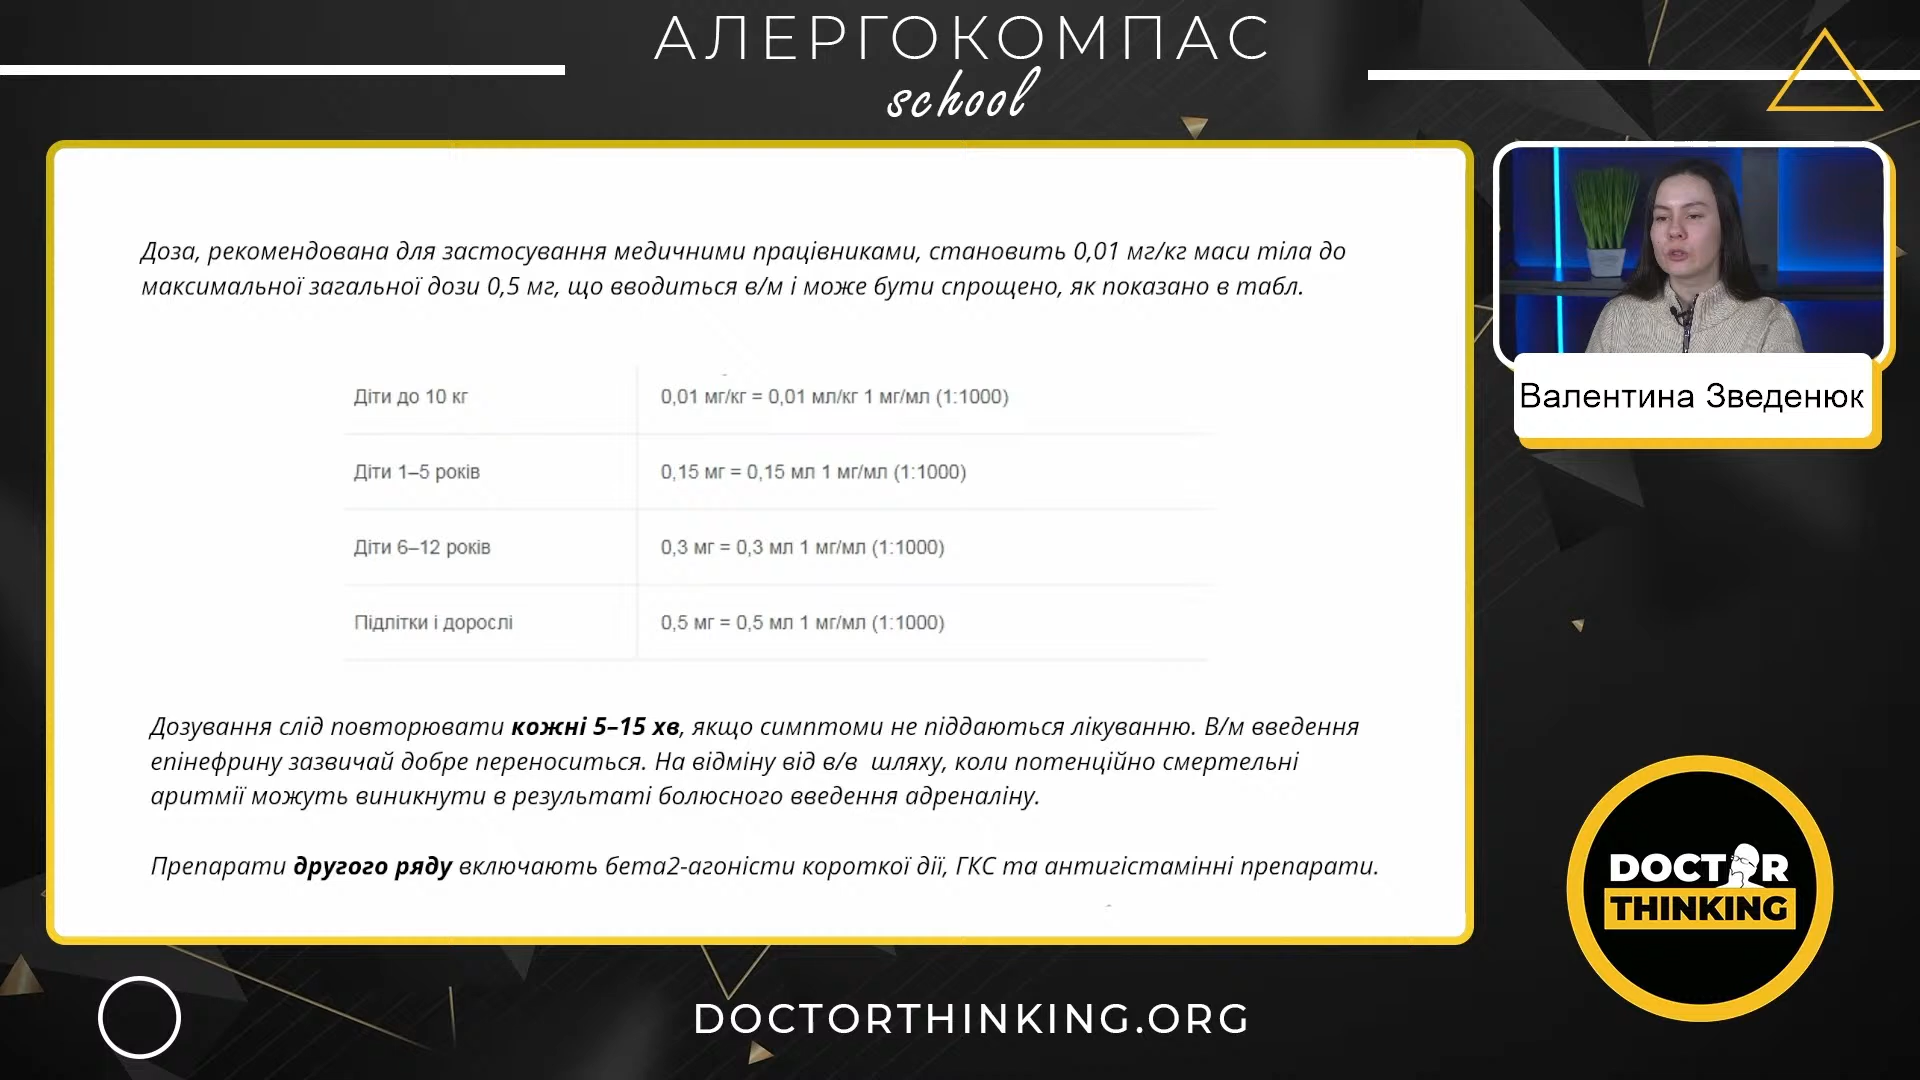 АЛЕРГОКОМПАС
school
Доза, рекомендована для застосування медичними працівниками, становить 0,01 мг/кг маси тіла до
максимальної загальної дози 0,5 мг, що вводиться в/м і може бути спрощено, як показано в табл.
Діти до 10 кг 0,01 мг/кг = 0,01 мл/кг 1 мг/мл (1:1000)
Діти 1–5 років 0,15 мг = 0,15 мл 1 мг/мл (1:1000)
Діти 6–12 років 0,3 мг = 0,3 мл 1 мг/мл (1:1000)
Підлітки і дорослі 0,5 мг = 0,5 мл 1 мг/мл (1:1000)
Дозування слід повторювати кожні 5–15 хв, якщо симптоми не піддаються лікуванню. В/м введення
епінефрину зазвичай добре переноситься. На відміну від в/в шляху, коли потенційно смертельні
аритмії можуть виникнути в результаті болюсного введення адреналіну.
Препарати другого ряду включають бета2-агоністи короткої дії, ГКС та антигістамінні препарати.
Валентина Зведенюк
DOCTOR
THINKING
DOCTORTHINKING.ORG